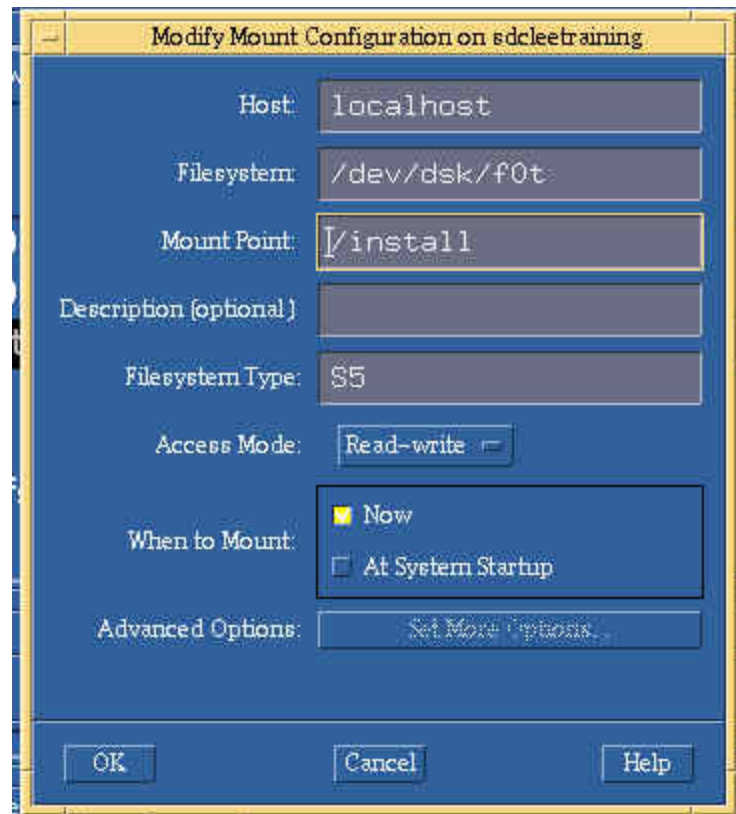 Modify Mount Configuration on sdcleetraining
Host: localhost
Filesystem: /dev/dsk/f0t
Mount Point: /install
Description (optional)
Filesystem Type: S5
Access Mode: Read-write
Now
When to Mount:
At System Startup
Advanced Options: Set More Options...
OK Cancel Help